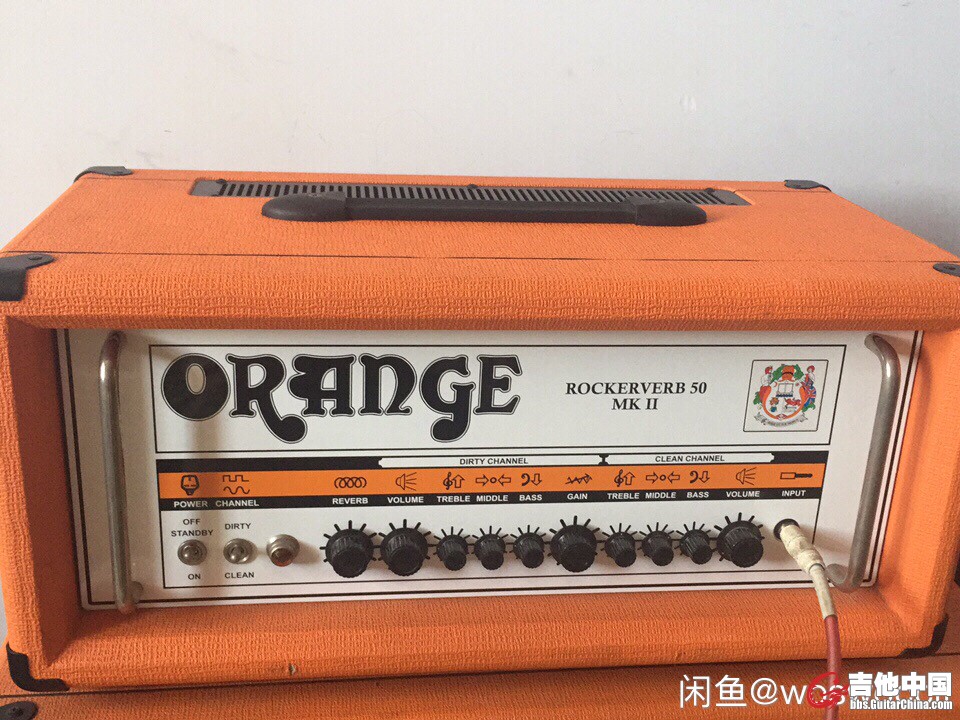 ORANGE
ROCKERVERB 50
MK II
DIRTY CHANNEL CLEAN CHANNEL
POWER CHANNEL REVERB VOLUME TREBLE MIDDLE BASS GAIN TREBLE MIDDLE BASS VOLUME INPUT
OFF
STANDBY DIRTY
ON CLEAN
闲鱼@wos
吉他中国
bbs.GuitarChina.com